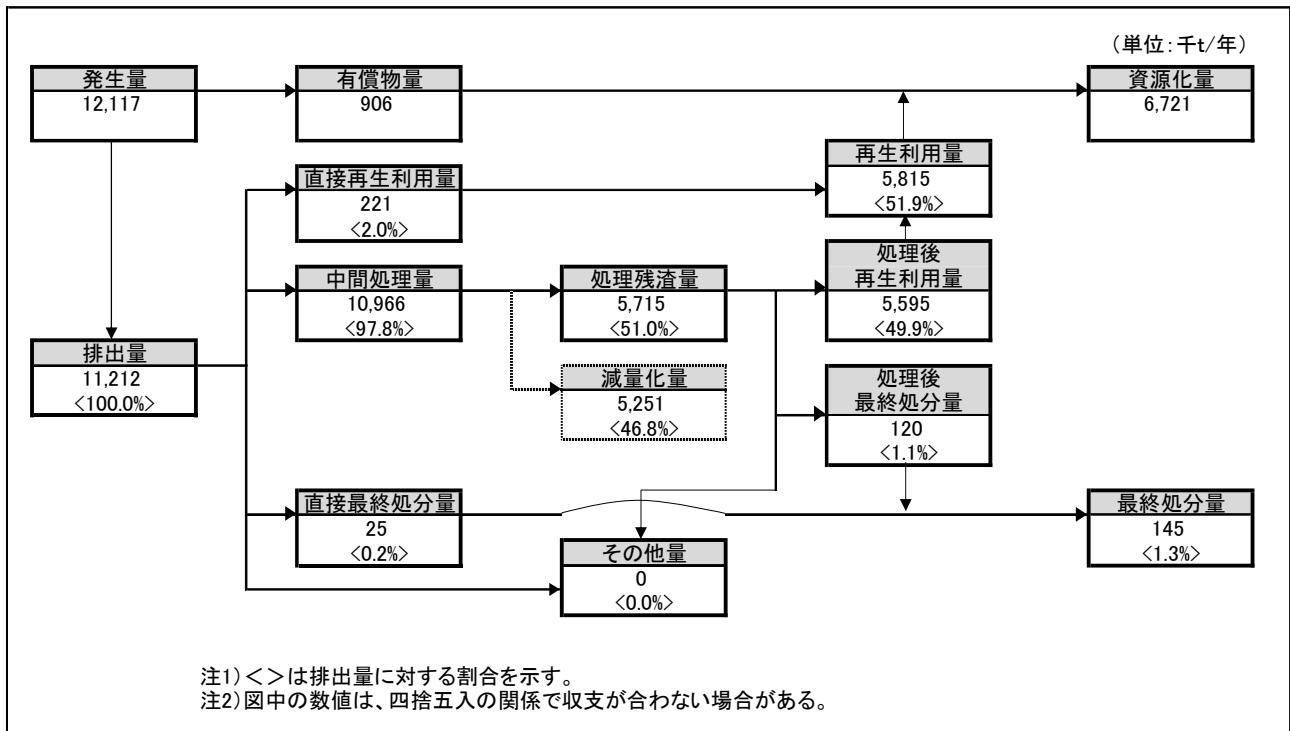 （単位：千t/年）
発生量
12,117
有償物量
906
資源化量
6,721
再生利用量
5,815
<51.9%>
直接再生利用量
221
<2.0%>
中間処理量
10,966
<97.8%>
処理残渣量
5,715
<51.0%>
処理後
再生利用量
5,595
<49.9%>
排出量
11,212
<100.0%>
減量化量
5,251
<46.8%>
処理後
最終処分量
120
<1.1%>
直接最終処分量
25
<0.2%>
最終処分量
145
<1.3%>
その他量
0
<0.0%>
注1)＜＞は排出量に対する割合を示す。
注2)図中の数値は、四捨五入の関係で収支が合わない場合がある。